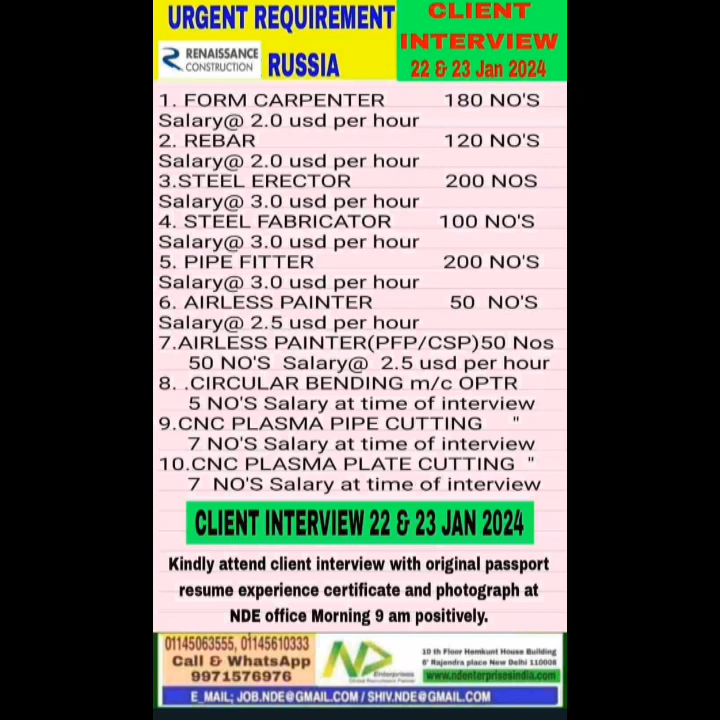 URGENT REQUIREMENT
RENAISSANCE
CONSTRUCTION
RUSSIA
CLIENT
INTERVIEW
22 & 23 Jan 2024
1. FORM CARPENTER 180 NO'S
Salary@ 2.0 usd per hour
2. REBAR 120 NO'S
Salary@ 2.0 usd per hour
3.STEEL ERECTOR 200 NOS
Salary@ 3.0 usd per hour
4. STEEL FABRICATOR 100 NO'S
Salary@ 3.0 usd per hour
5. PIPE FITTER 200 NO'S
Salary@ 3.0 usd per hour
6. AIRLESS PAINTER 50 NO'S
Salary@ 2.5 usd per hour
7.AIRLESS PAINTER(PFP/CSP)50 Nos
50 NO'S Salary@ 2.5 usd per hour
8. .CIRCULAR BENDING m/c OPTR
5 NO'S Salary at time of interview
9.CNC PLASMA PIPE CUTTING "
7 NO'S Salary at time of interview
10.CNC PLASMA PLATE CUTTING "
7 NO'S Salary at time of interview
CLIENT INTERVIEW 22 & 23 JAN 2024
Kindly attend client interview with original passport
resume experience certificate and photograph at
NDE office Morning 9 am positively.
01145063555, 01145610333
Call & WhatsApp
9971576976
Enterprises
Global Recruitment Partner
10 th Floor Hemkunt House Building
6' Rajendra place New Delhi 110008
www.ndenterprisesindia.com
E_MAIL; JOB.NDE@GMAIL.COM / SHIV.NDE@GMAIL.COM